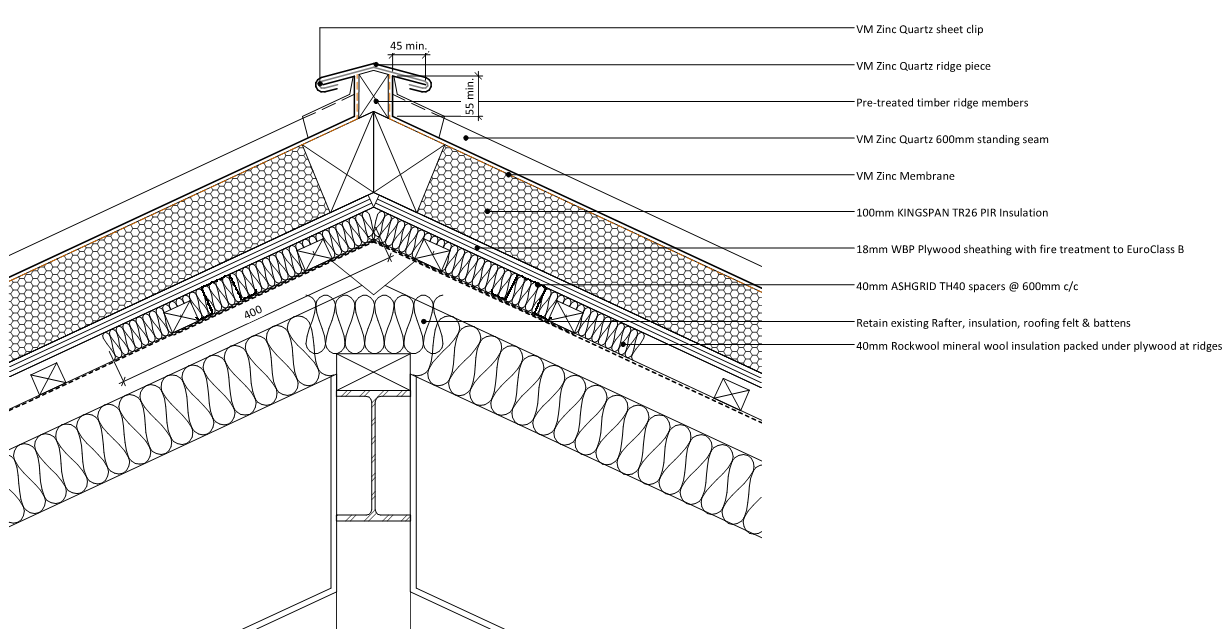 VM Zinc Quartz sheet clip
45 min.
VM Zinc Quartz ridge piece
55 min.
Pre-treated timber ridge members
VM Zinc Quartz 600mm standing seam
VM Zinc Membrane
100mm KINGSPAN TR26 PIR Insulation
18mm WBP Plywood sheathing with fire treatment to EuroClass B
40mm ASHGRID TH40 spacers @ 600mm c/c
400
Retain existing Rafter, insulation, roofing felt & battens
40mm Rockwool mineral wool insulation packed under plywood at ridges